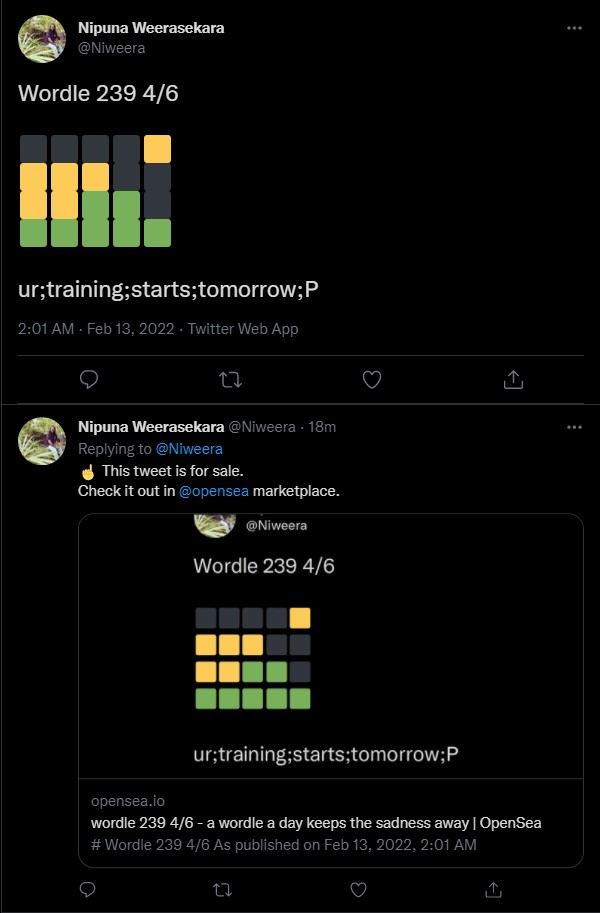 Nipuna Weerasekara
@Niweera
Wordle 239 4/6
ur;training;starts;tomorrow;P
2:01 AM · Feb 13, 2022 · Twitter Web App
Nipuna Weerasekara @Niweera · 18m
Replying to @Niweera
☝️ This tweet is for sale.
Check it out in @opensea marketplace.
@Niweera
Wordle 239 4/6
ur;training;starts;tomorrow;P
opensea.io
wordle 239 4/6 - a wordle a day keeps the sadness away | OpenSea
# Wordle 239 4/6 As published on Feb 13, 2022, 2:01 AM